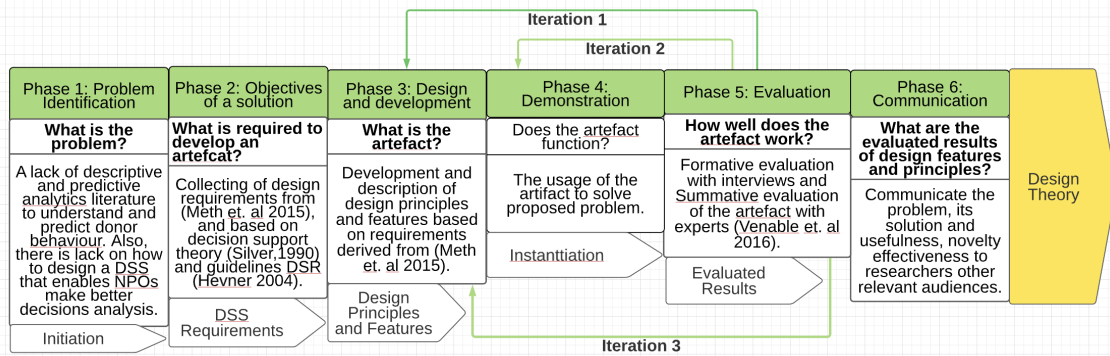 Iteration 1
Iteration 2
Phase 1: Problem
Identification
What is the
problem?
A lack of descriptive
and predictive
analytics literature
to understand and
predict donor
behaviour. Also,
there is lack on how
to design a DSS
that enables NPOs
make better
decisions analysis.
Initiation
Phase 2: Objectives
of a solution
What is required to
develop an
artefcat?
Collecting of design
requirements from
(Meth et. al 2015),
and based on
decision support
theory (Silver,1990)
and guidelines DSR
(Hevner 2004).
DSS
Requirements
Phase 3: Design
and development
What is the
artefact?
Development and
description of
design principles
and features based
on requirements
derived from (Meth
et. al 2015).
Design
Principles
and Features
Phase 4:
Demonstration
Does the artefact
function?
The usage of the
artifact to solve
proposed problem.
Instanttiation
Phase 5: Evaluation
How well does the
artefact work?
Formative evaluation
with interviews and
Summative evaluation
of the artefact with
experts (Venable et. al
2016).
Evaluated
Results
Phase 6:
Communication
What are the
evaluated results
of design features
and principles?
Communicate the
problem, its
solution and
usefulness, novelty
effectiveness to
researchers other
relevant audiences.
Design
Theory
Iteration 3